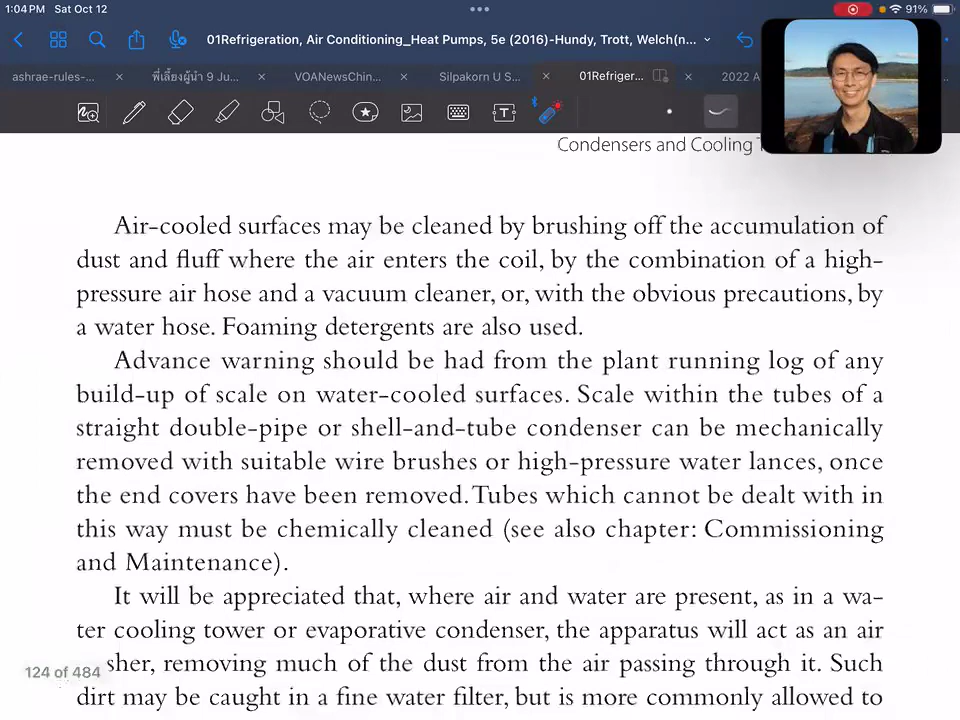 1:04 PM Sat Oct 12
91%
01Refrigeration, Air Conditioning_Heat Pumps, 5e (2016)-Hundy, Trott, Welch(n...
ashrae-rules-...
พี่เลี้ยงผู้นำ 9 Ju...
VOANewsChin...
Silpakorn U S...
01Refriger...
2022 A
Condensers and Cooling
Air-cooled surfaces may be cleaned by brushing off the accumulation of
dust and fluff where the air enters the coil, by the combination of a high-
pressure air hose and a vacuum cleaner, or, with the obvious precautions, by
a water hose. Foaming detergents are also used.
Advance warning should be had from the plant running log of any
build-up of scale on water-cooled surfaces. Scale within the tubes of a
straight double-pipe or shell-and-tube condenser can be mechanically
removed with suitable wire brushes or high-pressure water lances, once
the end covers have been removed. Tubes which cannot be dealt with in
this way must be chemically cleaned (see also chapter: Commissioning
and Maintenance).
It will be appreciated that, where air and water are present, as in a wa-
ter cooling tower or evaporative condenser, the apparatus will act as an air
124 of 484
sher, removing much of the dust from the air passing through it. Such
dirt may be caught in a fine water filter, but is more commonly allowed to